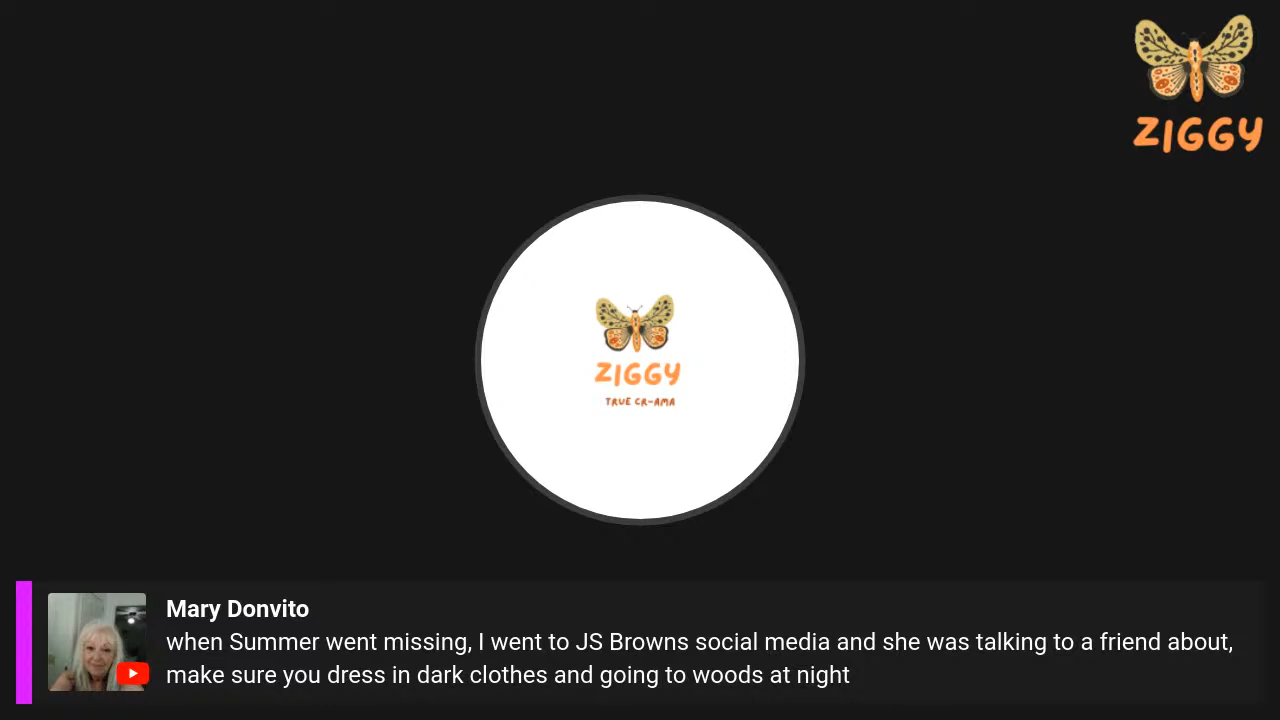 ZIGGY
ZIGGY
TRUE CR-AMA
Mary Donvito
when Summer went missing, I went to JS Browns social media and she was talking to a friend about,
make sure you dress in dark clothes and going to woods at night